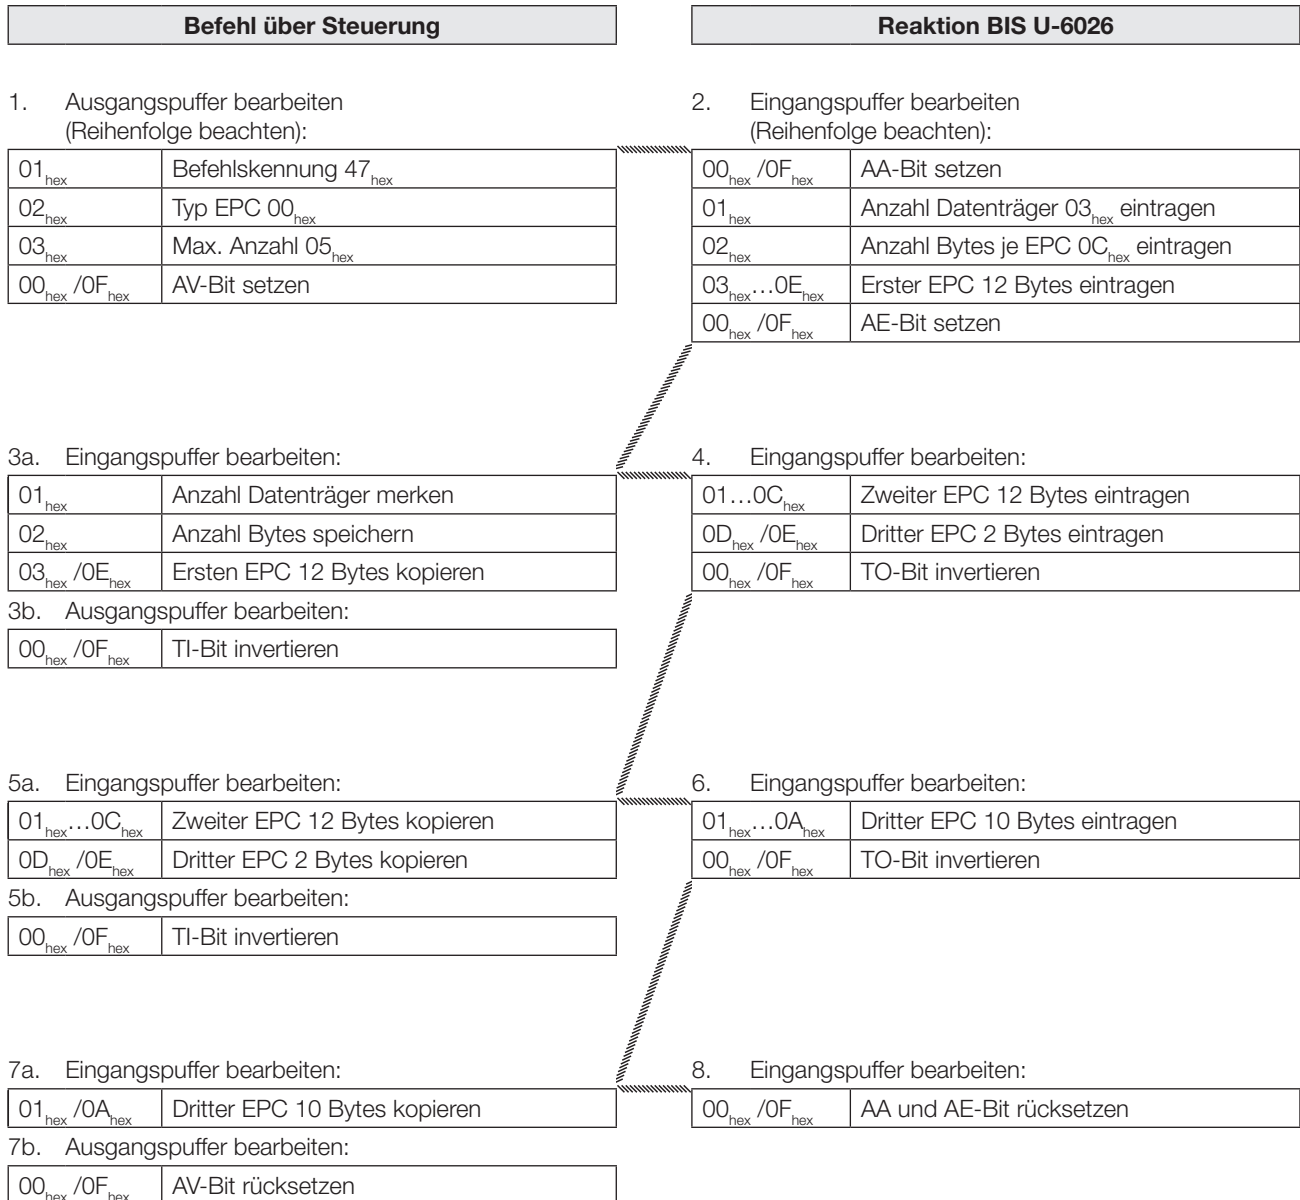 Befehl über Steuerung
Reaktion BIS U-6026
1. Ausgangspuffer bearbeiten
(Reihenfolge beachten):
01hex Befehlskennung 47hex
02hex Typ EPC 00hex
03hex Max. Anzahl 05hex
00hex /0Fhex AV-Bit setzen
2. Eingangspuffer bearbeiten
(Reihenfolge beachten):
00hex /0Fhex AA-Bit setzen
01hex Anzahl Datenträger 03hex eintragen
02hex Anzahl Bytes je EPC 0Chex eintragen
03hex…0Ehex Erster EPC 12 Bytes eintragen
00hex /0Fhex AE-Bit setzen
3a. Eingangspuffer bearbeiten:
01hex Anzahl Datenträger merken
02hex Anzahl Bytes speichern
03hex /0Ehex Ersten EPC 12 Bytes kopieren
3b. Ausgangspuffer bearbeiten:
00hex /0Fhex TI-Bit invertieren
4. Eingangspuffer bearbeiten:
01…0Chex Zweiter EPC 12 Bytes eintragen
0Dhex /0Ehex Dritter EPC 2 Bytes eintragen
00hex /0Fhex TO-Bit invertieren
5a. Eingangspuffer bearbeiten:
01hex…0Chex Zweiter EPC 12 Bytes kopieren
0Dhex /0Ehex Dritter EPC 2 Bytes kopieren
5b. Ausgangspuffer bearbeiten:
00hex /0Fhex TI-Bit invertieren
6. Eingangspuffer bearbeiten:
01hex…0Ahex Dritter EPC 10 Bytes eintragen
00hex /0Fhex TO-Bit invertieren
7a. Eingangspuffer bearbeiten:
01hex /0Ahex Dritter EPC 10 Bytes kopieren
7b. Ausgangspuffer bearbeiten:
00hex /0Fhex AV-Bit rücksetzen
8. Eingangspuffer bearbeiten:
00hex /0Fhex AA und AE-Bit rücksetzen